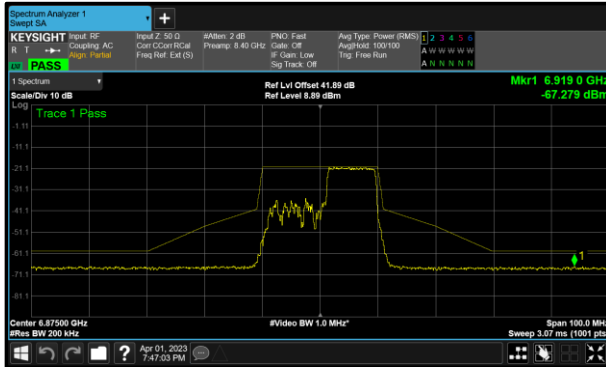 Spectrum Analyzer 1
Swept SA
+
KEYSIGHT Input: RF Input Z: 50 Ω #Atten: 2 dB PNO: Fast Avg Type: Power (RMS) 1 2 3 4 5 6
R T Coupling: AC Corr CCorr RCal Preamp: 8.40 GHz Gate: Off Avg|Hold: 100/100 A W W W W W
Align: Partial Freq Ref: Ext (S) IF Gain: Low Trig: Free Run
PASS Sig Track: Off A N N N N N
1 Spectrum Ref Lvl Offset 41.89 dB Mkr1 6.919 0 GHz
Scale/Div 10 dB Ref Level 8.89 dBm -67.279 dBm
Log
Trace 1 Pass
-1.11
-11.1
-21.1
-31.1
-41.1
-51.1
-61.1
1
-71.1
-81.1
Center 6.87500 GHz #Video BW 1.0 MHz* Span 100.0 MHz
#Res BW 200 kHz Sweep 3.07 ms (1001 pts)
? Apr 01, 2023
7:47:03 PM